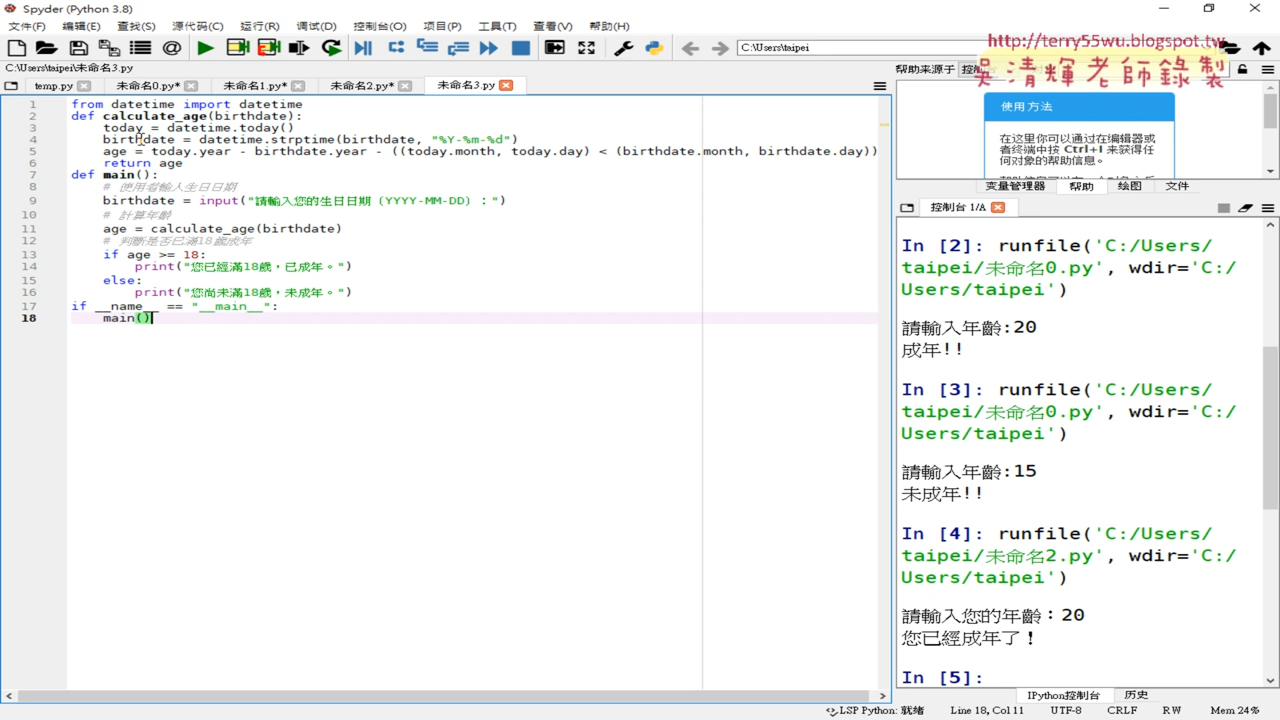 Spyder (Python 3.8)
文件(F) 编辑(E) 查找(S) 源代码(C) 运行(R) 调试(D) 控制台(O) 项目(P) 工具(T) 查看(V) 帮助(H)
C:\Users\taipei
http://terry55wu.blogspot.tw
吳清輝老師錄製
C:\Users\taipei\未命名3.py
temp.py 未命名0.py* 未命名1.py* 未命名2.py* 未命名3.py
1 from datetime import datetime
2 def calculate_age(birthdate):
3 today = datetime.today()
4 birthdate = datetime.strptime(birthdate, "%Y-%m-%d")
5 age = today.year - birthdate.year - ((today.month, today.day) < (birthdate.month, birthdate.day))
6 return age
7 def main():
8 # 使用者輸入生日日期
9 birthdate = input("請輸入您的生日日期（YYYY-MM-DD）：")
10 # 計算年齡
11 age = calculate_age(birthdate)
12 # 判斷是否已滿18歲成年
13 if age >= 18:
14 print("您已經滿18歲，已成年。")
15 else:
16 print("您尚未滿18歲，未成年。")
17 if __name__ == "__main__":
18 main()
帮助来源于 控制
使用方法
在这里你可以通过在编辑器或
者终端中按 Ctrl+I 来获得任
何对象的帮助信息。
变量管理器 帮助 绘图 文件
控制台 1/A
In [2]: runfile('C:/Users/
taipei/未命名0.py', wdir='C:/
Users/taipei')
請輸入年齡:20
成年!!
In [3]: runfile('C:/Users/
taipei/未命名0.py', wdir='C:/
Users/taipei')
請輸入年齡:15
未成年!!
In [4]: runfile('C:/Users/
taipei/未命名2.py', wdir='C:/
Users/taipei')
請輸入您的年齡：20
您已經成年了！
In [5]:
IPython控制台 历史
LSP Python: 就绪 Line 18, Col 11 UTF-8 CRLF RW Mem 24%